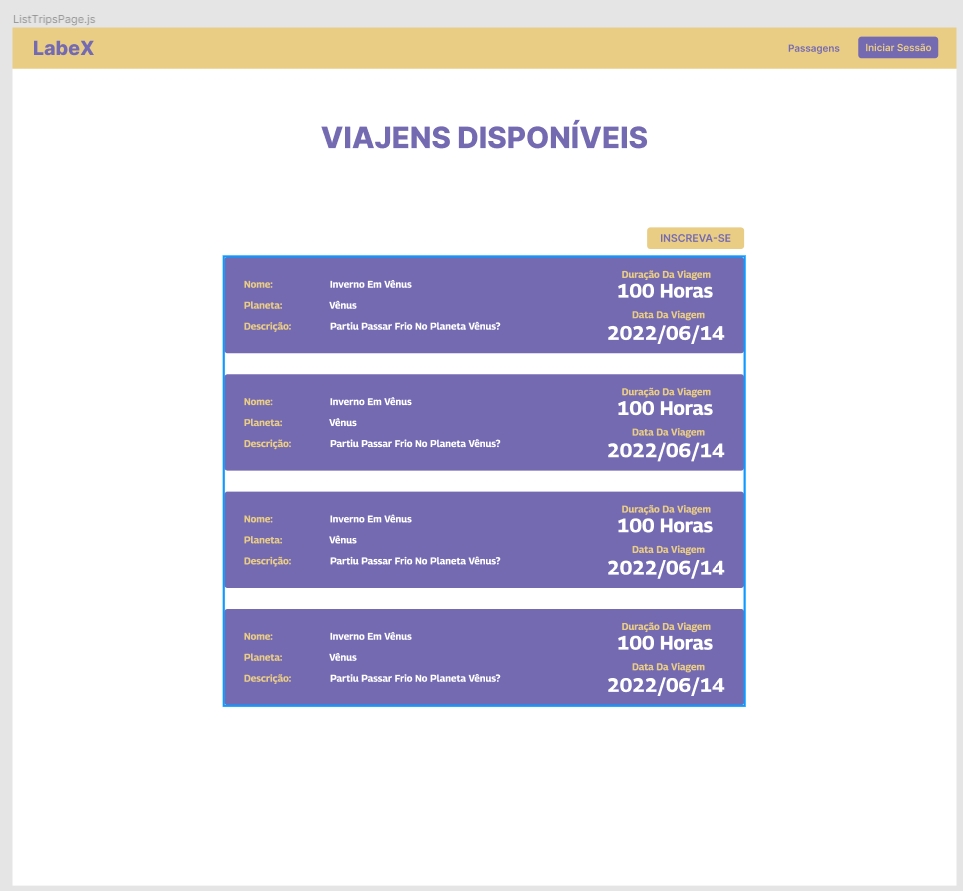 ListTripsPage.js
LabeX
Passagens
Iniciar Sessão
VIAJENS DISPONÍVEIS
INSCREVA-SE
Nome: Inverno Em Vênus
Planeta: Vênus
Descrição: Partiu Passar Frio No Planeta Vênus?
Duração Da Viagem
100 Horas
Data Da Viagem
2022/06/14
Nome: Inverno Em Vênus
Planeta: Vênus
Descrição: Partiu Passar Frio No Planeta Vênus?
Duração Da Viagem
100 Horas
Data Da Viagem
2022/06/14
Nome: Inverno Em Vênus
Planeta: Vênus
Descrição: Partiu Passar Frio No Planeta Vênus?
Duração Da Viagem
100 Horas
Data Da Viagem
2022/06/14
Nome: Inverno Em Vênus
Planeta: Vênus
Descrição: Partiu Passar Frio No Planeta Vênus?
Duração Da Viagem
100 Horas
Data Da Viagem
2022/06/14